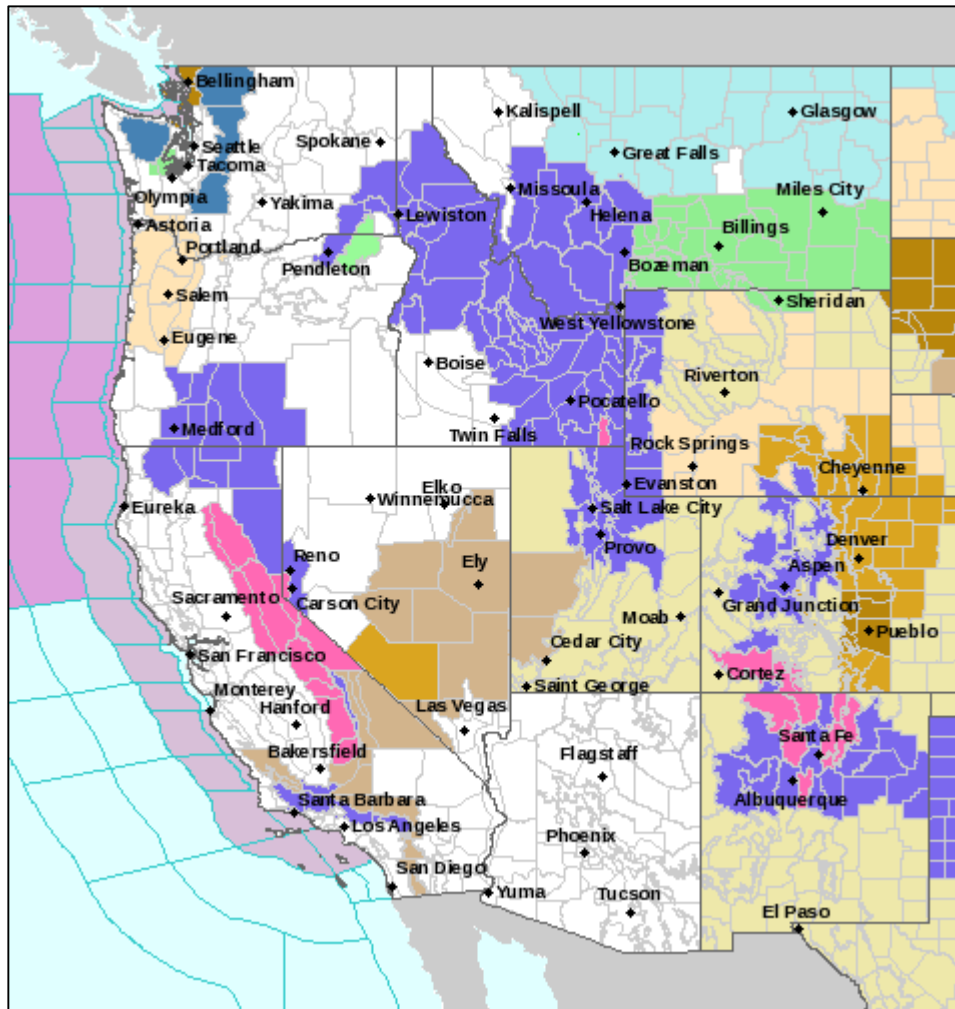 Bellingham
Kalispell
Glasgow
Seattle
Spokane
Great Falls
Tacoma
Olympia
Missoula
Miles City
Yakima
Lewiston
Helena
Astoria
Billings
Portland
Pendleton
Bozeman
Salem
Sheridan
West Yellowstone
Eugene
Boise
Riverton
Pocatello
Medford
Twin Falls
Rock Springs
Cheyenne
Elko
Evanston
Winnemucca
Eureka
Salt Lake City
Provo
Denver
Reno
Ely
Aspen
Sacramento
Carson City
Grand Junction
Moab
Pueblo
Cedar City
San Francisco
Cortez
Saint George
Monterey
Hanford
Las Vegas
Santa Fe
Bakersfield
Flagstaff
Albuquerque
Santa Barbara
Los Angeles
Phoenix
San Diego
Yuma
Tucson
El Paso